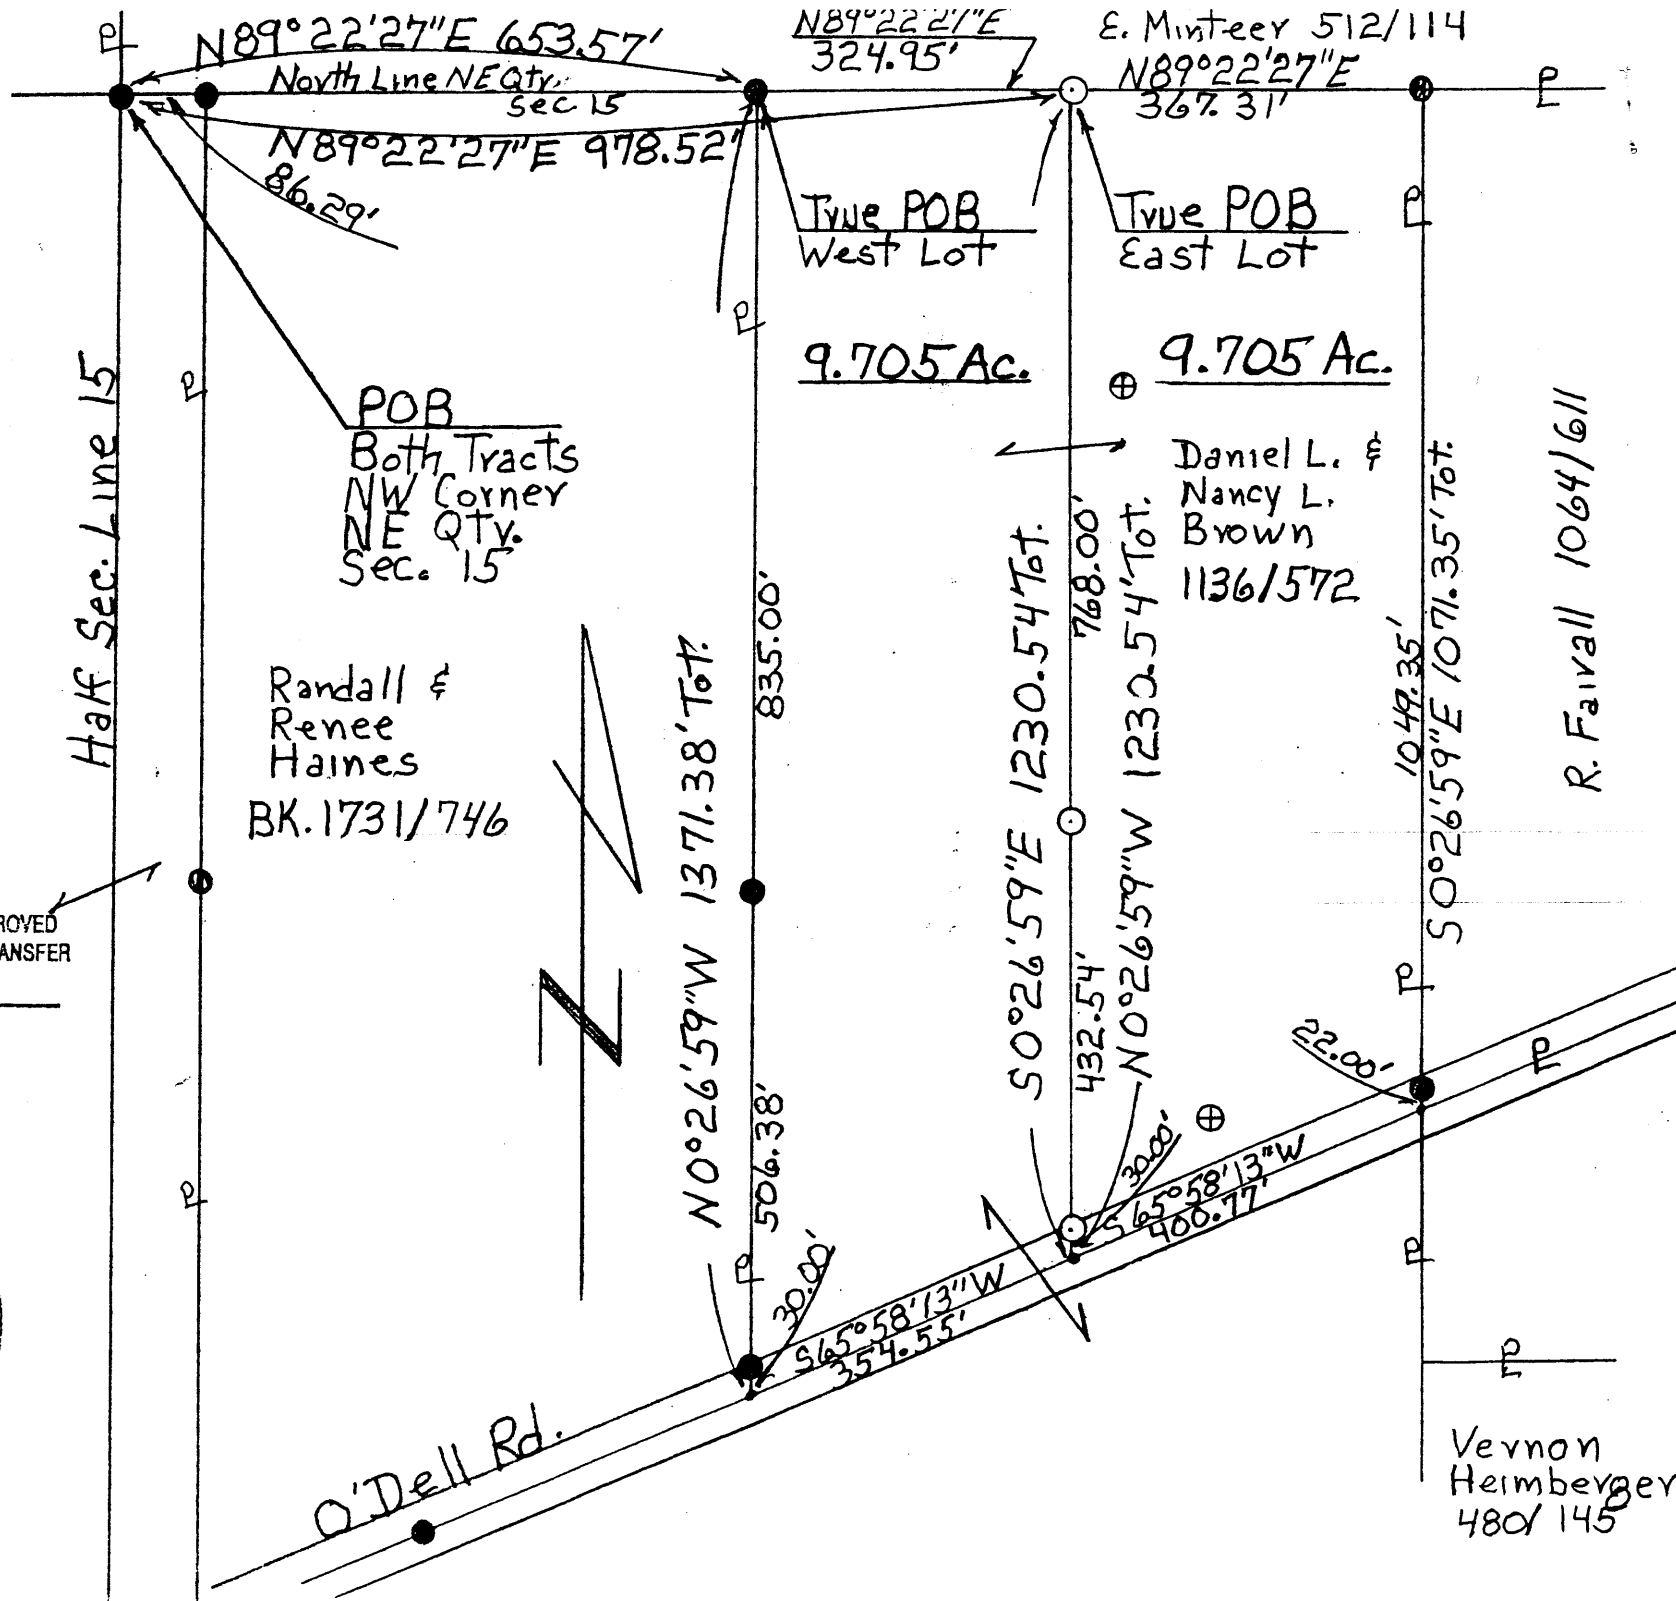 N89°22'27"E 653.57'
N89°22'27"E
324.95'
E. Minteer 512/114
N89°22'27"E
367.31'
North Line NE Qtr.
Sec 15
N89°22'27"E 978.52'
86.29'
True POB
West Lot
True POB
East Lot
9.705 Ac.
9.705 Ac.
POB
Both Tracts
NW Corner
NE QTr.
Sec. 15
Half Sec. Line 15
Daniel L. &
Nancy L.
Brown
1136/572
R. Fairall 1064/611
Randall &
Renee
Haines
BK. 1731/746
N0°26'59"W 1371.38' Tot.
835.00'
506.38'
S0°26'59"E 1230.54 Tot.
768.00'
432.54'
N0°26'59"W 1230.54' Tot.
1049.35'
S0°26'59"E 1071.35' Tot.
ROVED
ANSFER
N
22.00'
30.00'
S65°58'13"W
400.77'
30.00'
S65°58'13"W
354.55'
O'Dell Rd.
Vernon
Heimberger
480/145